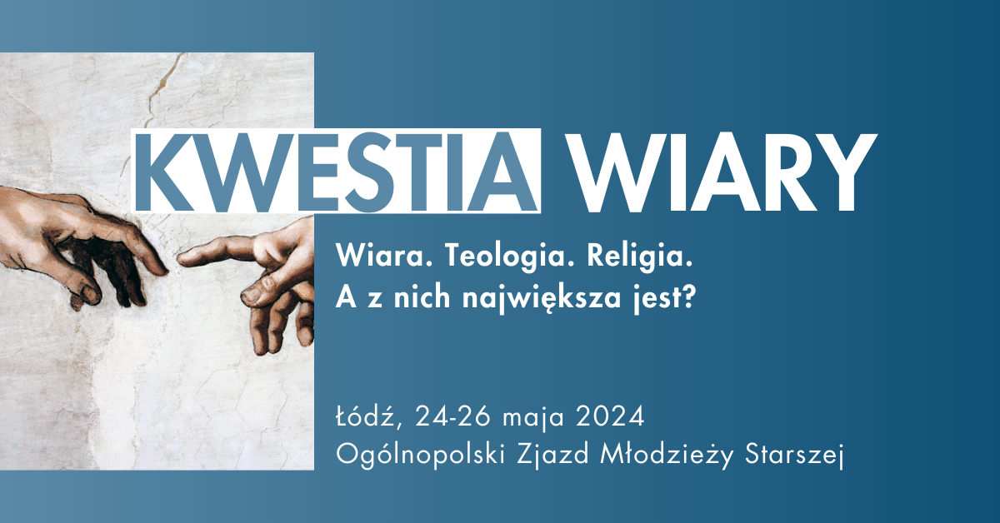 KWESTIA WIARY
Wiara. Teologia. Religia.
A z nich największa jest?
Łódź, 24-26 maja 2024
Ogólnopolski Zjazd Młodzieży Starszej